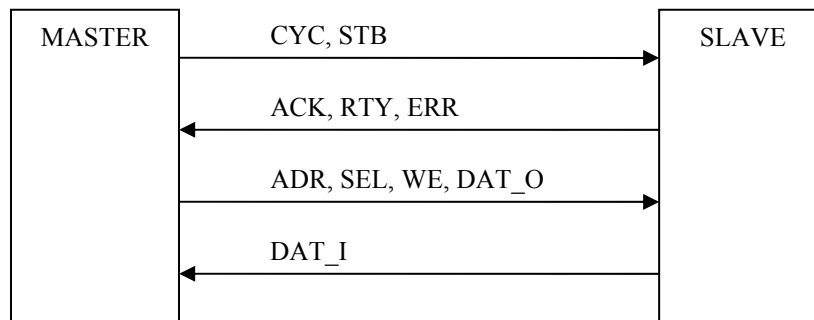 MASTER
CYC, STB
SLAVE
ACK, RTY, ERR
ADR, SEL, WE, DAT_O
DAT_I